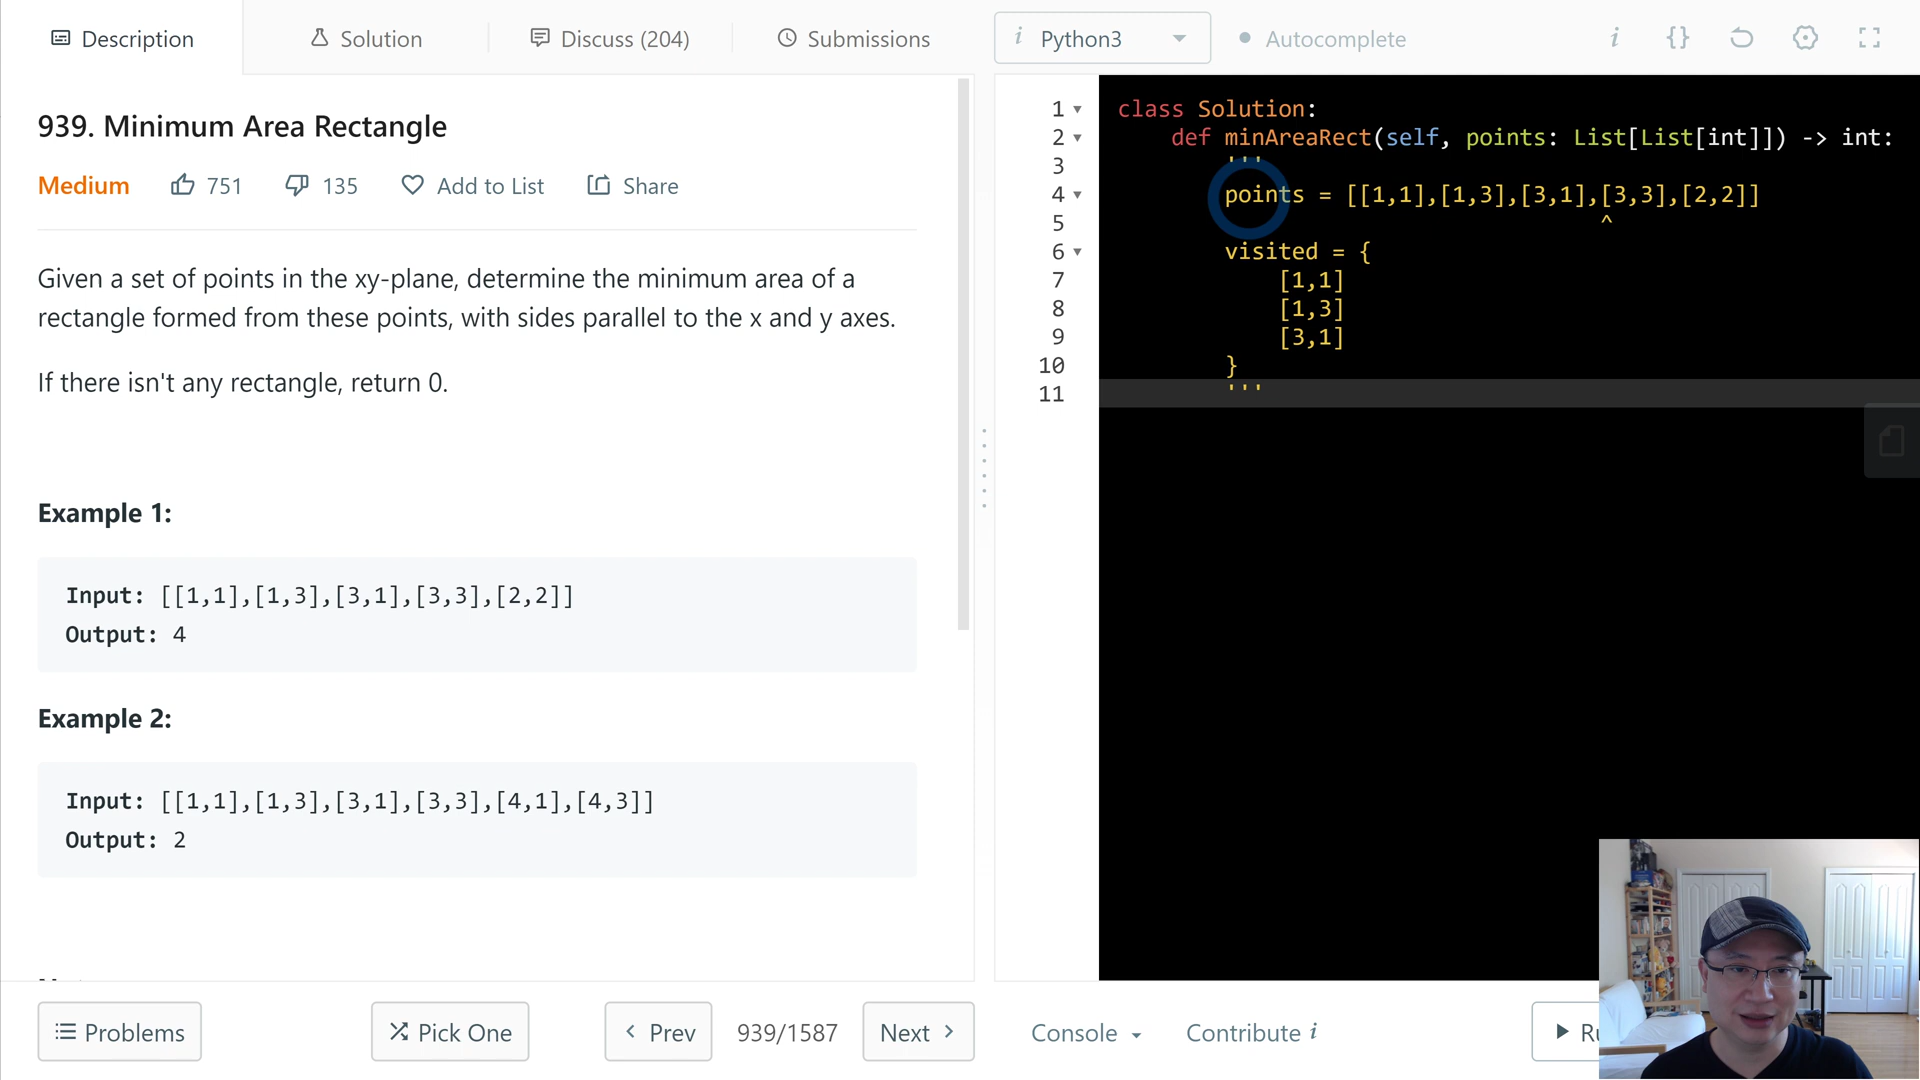 Description
Solution
Discuss (204)
Submissions
i Python3
Autocomplete
i {}
939. Minimum Area Rectangle
Medium 751 135 Add to List Share
Given a set of points in the xy-plane, determine the minimum area of a
rectangle formed from these points, with sides parallel to the x and y axes.
If there isn't any rectangle, return 0.
Example 1:
Input: [[1,1],[1,3],[3,1],[3,3],[2,2]]
Output: 4
Example 2:
Input: [[1,1],[1,3],[3,1],[3,3],[4,1],[4,3]]
Output: 2
1 class Solution:
2 def minAreaRect(self, points: List[List[int]]) -> int:
3 '''
4 points = [[1,1],[1,3],[3,1],[3,3],[2,2]]
5 ^
6 visited = {
7 [1,1]
8 [1,3]
9 [3,1]
10 }
11 '''
Problems
Pick One
< Prev
939/1587
Next >
Console
Contribute i